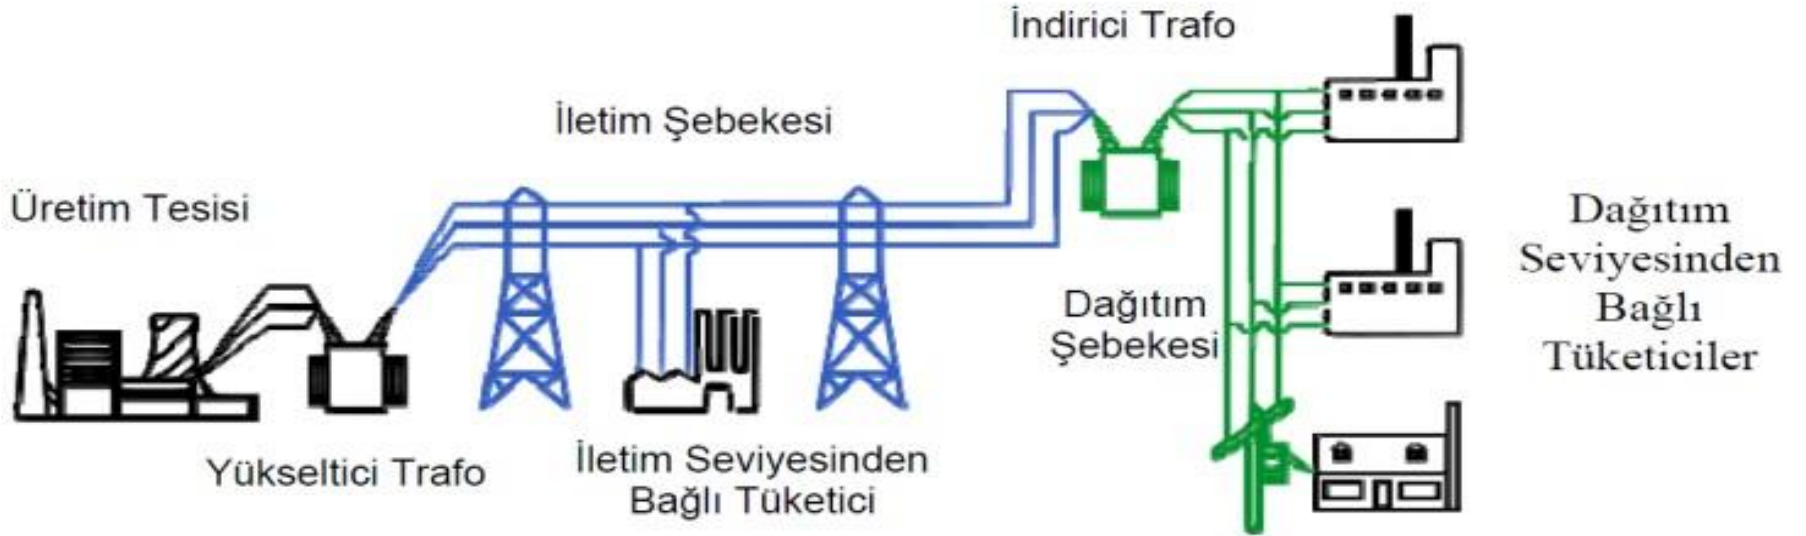 İndirici Trafo
İletim Şebekesi
Üretim Tesisi
Dağıtım
Seviyesinden
Bağlı
Tüketiciler
Dağıtım
Şebekesi
Yükseltici Trafo
İletim Seviyesinden
Bağlı Tüketici